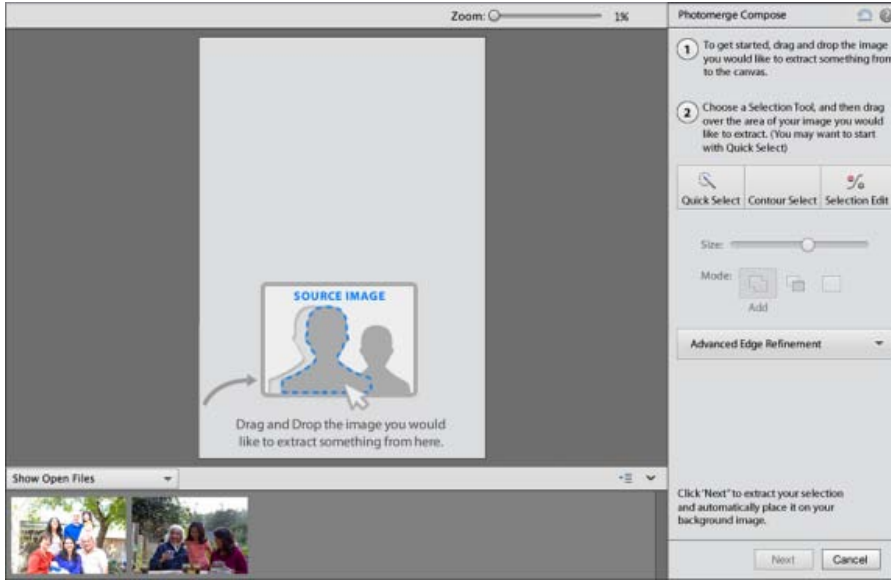 Zoom: 1%
Photomerge Compose
1 To get started, drag and drop the image
you would like to extract something from
to the canvas.
2 Choose a Selection Tool, and then drag
over the area of your image you would
like to extract. (You may want to start
with Quick Select)
Quick Select Contour Select Selection Edit
Size:
Mode:
Add
Advanced Edge Refinement
SOURCE IMAGE
Drag and Drop the image you would
like to extract something from here.
Show Open Files
Click "Next" to extract your selection
and automatically place it on your
background image.
Next Cancel